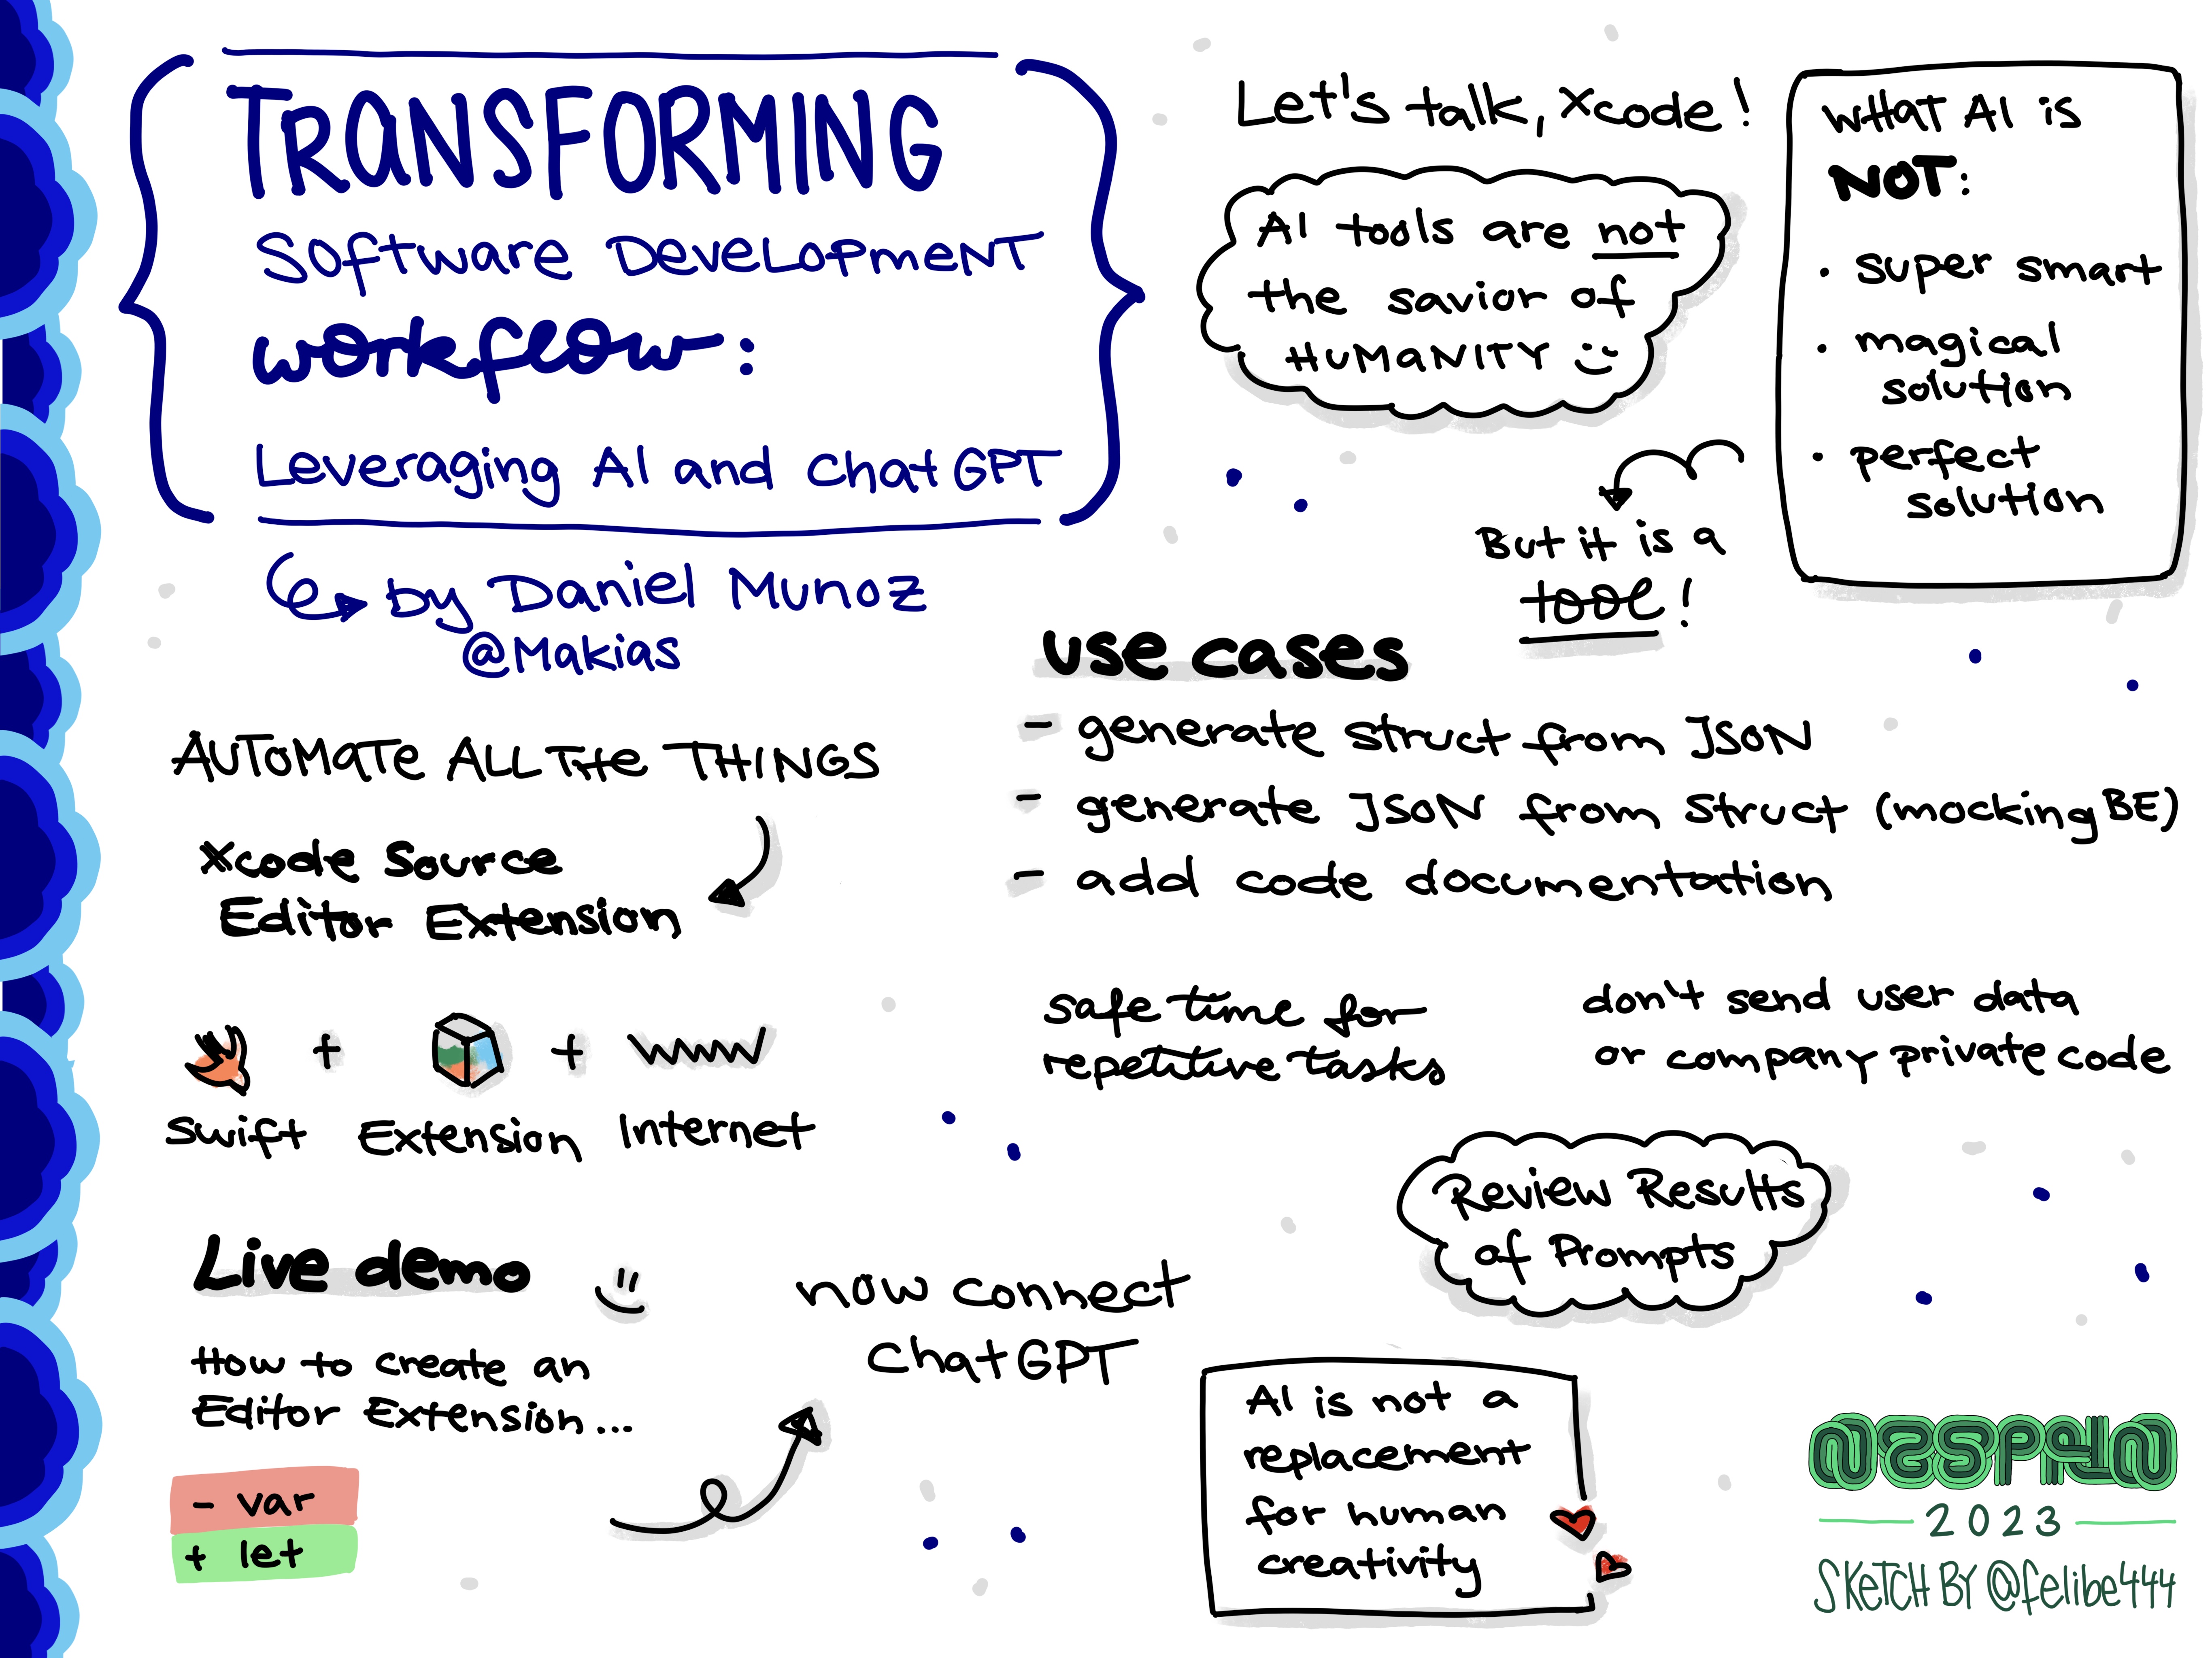 TRANSFORMING
Software Development
workflow:
Leveraging AI and ChatGPT
by Daniel Munoz
@Makias
Let's talk, Xcode!
AI tools are not
the savior of
HUMANITY
WHAT AI is
NOT:
• super smart
• magical
solution
• perfect
solution
But it is a
tool!
AUTOMATE ALL THE THINGS
Xcode Source
Editor Extension
+ + www
Swift Extension Internet
use cases
- generate struct from JSON
- generate JSON from struct (mocking BE)
- add code documentation
safe time for
repetitive tasks
don't send user data
or company private code
Review Results
of Prompts
Live demo
How to create an
Editor Extension...
- var
+ let
now connect
ChatGPT
AI is not a
replacement
for human
creativity
2023
SKETCH BY @felibe444